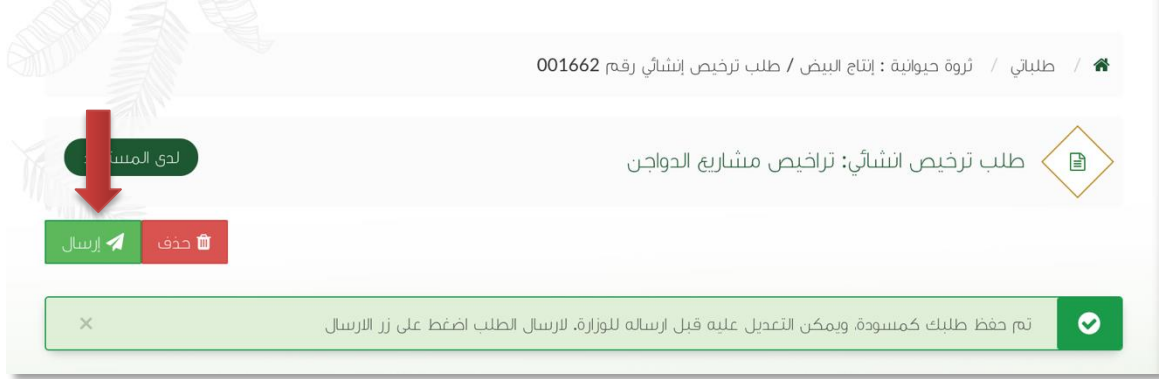 / طلباتي / ثروة حيوانية : إنتاج البيض / طلب ترخيص إنشائي رقم 001662
طلب ترخيص انشائي: تراخيص مشاريع الدواجن
لدى
حذف
إرسال
تم حفظ طلبك كمسودة، ويمكن التعديل عليه قبل ارساله للوزارة. لارسال الطلب اضغط على زر الارسال
×